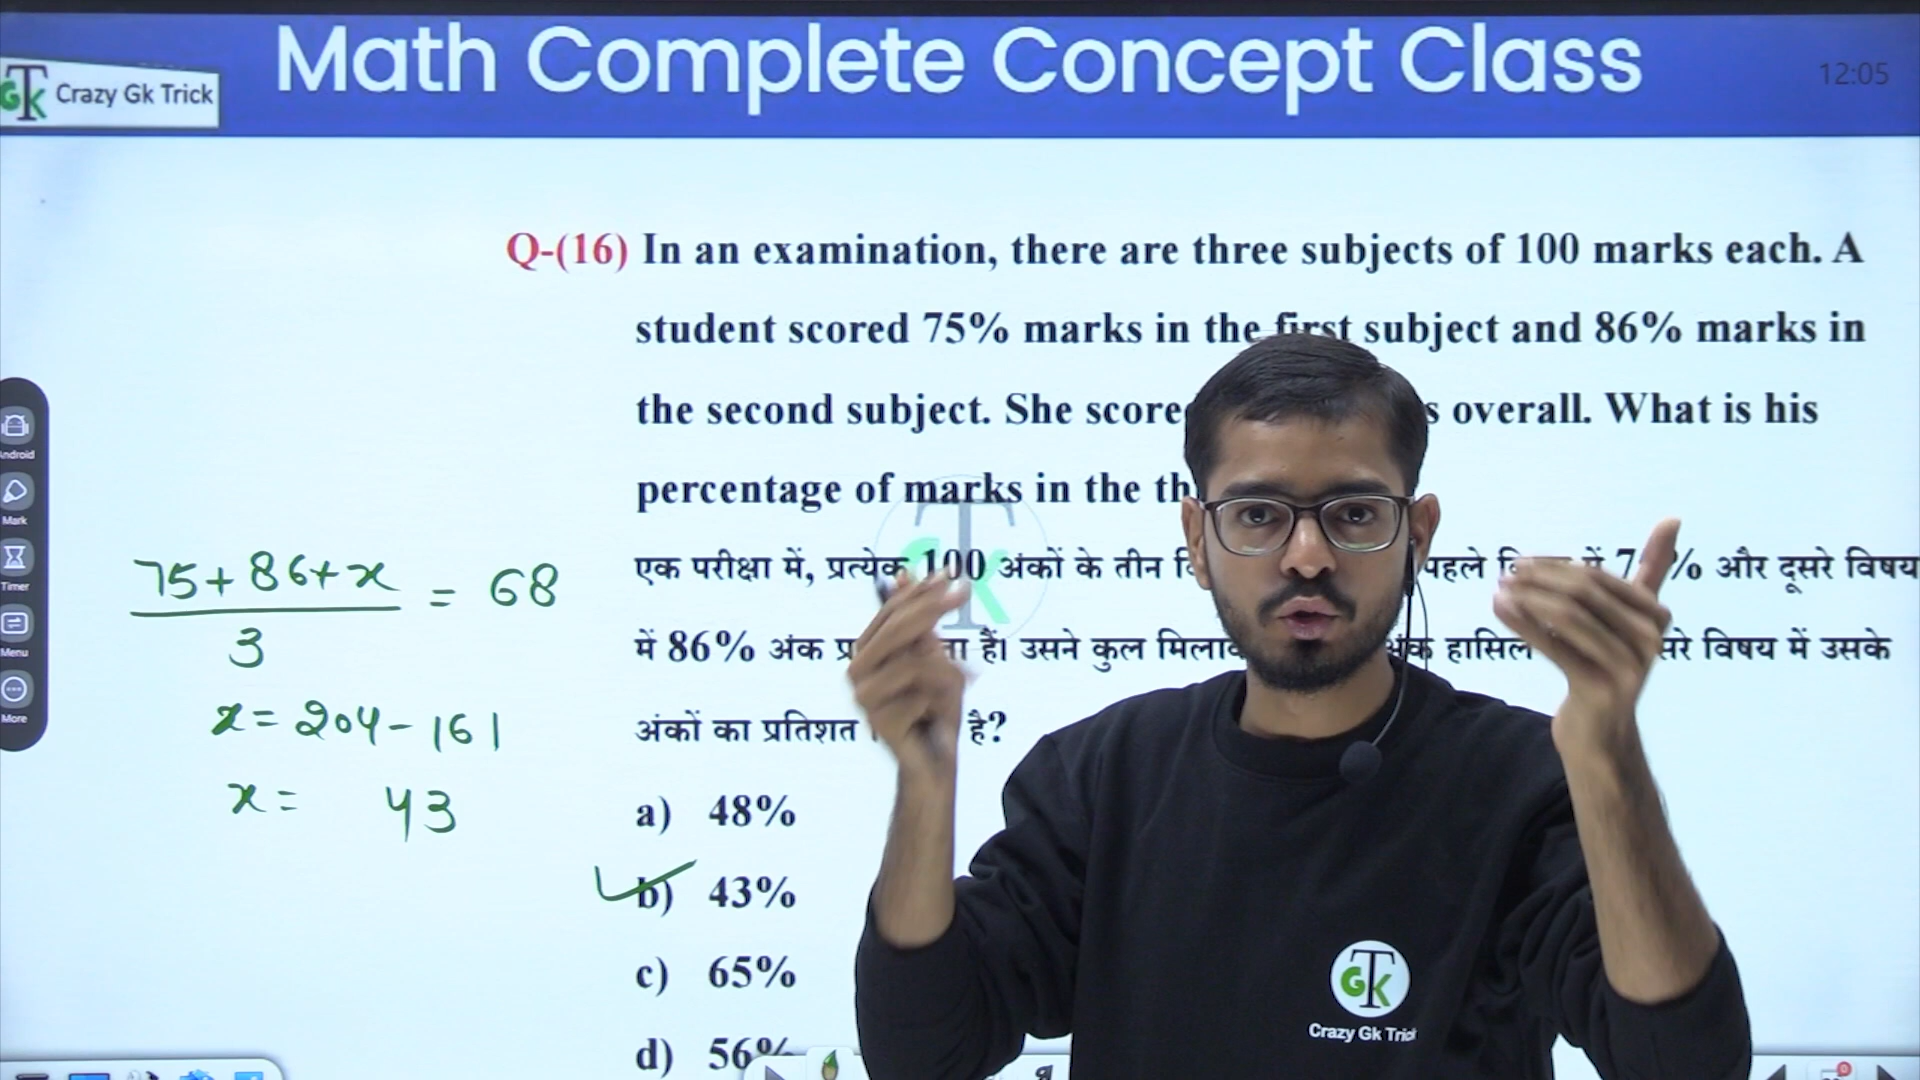 Math Complete Concept Class
12:05
GK Crazy Gk Trick
Q-(16) In an examination, there are three subjects of 100 marks each. A
student scored 75% marks in the first subject and 86% marks in
the second subject. She score overall. What is his
percentage of marks in the
एक परीक्षा में, प्रत्येक 100 अंकों के तीन पहले में और दूसरे विषय
में 86% अंक हैं। उसने कुल अंक हासिल विषय में उसके
अंकों का प्रतिशत है?
a) 48%
b) 43%
c) 65%
d) 56%
75+86+x
3
= 68
x= 204-161
x= 43
Android
Mark
Timer
Menu
More
GTK
Crazy Gk Trick